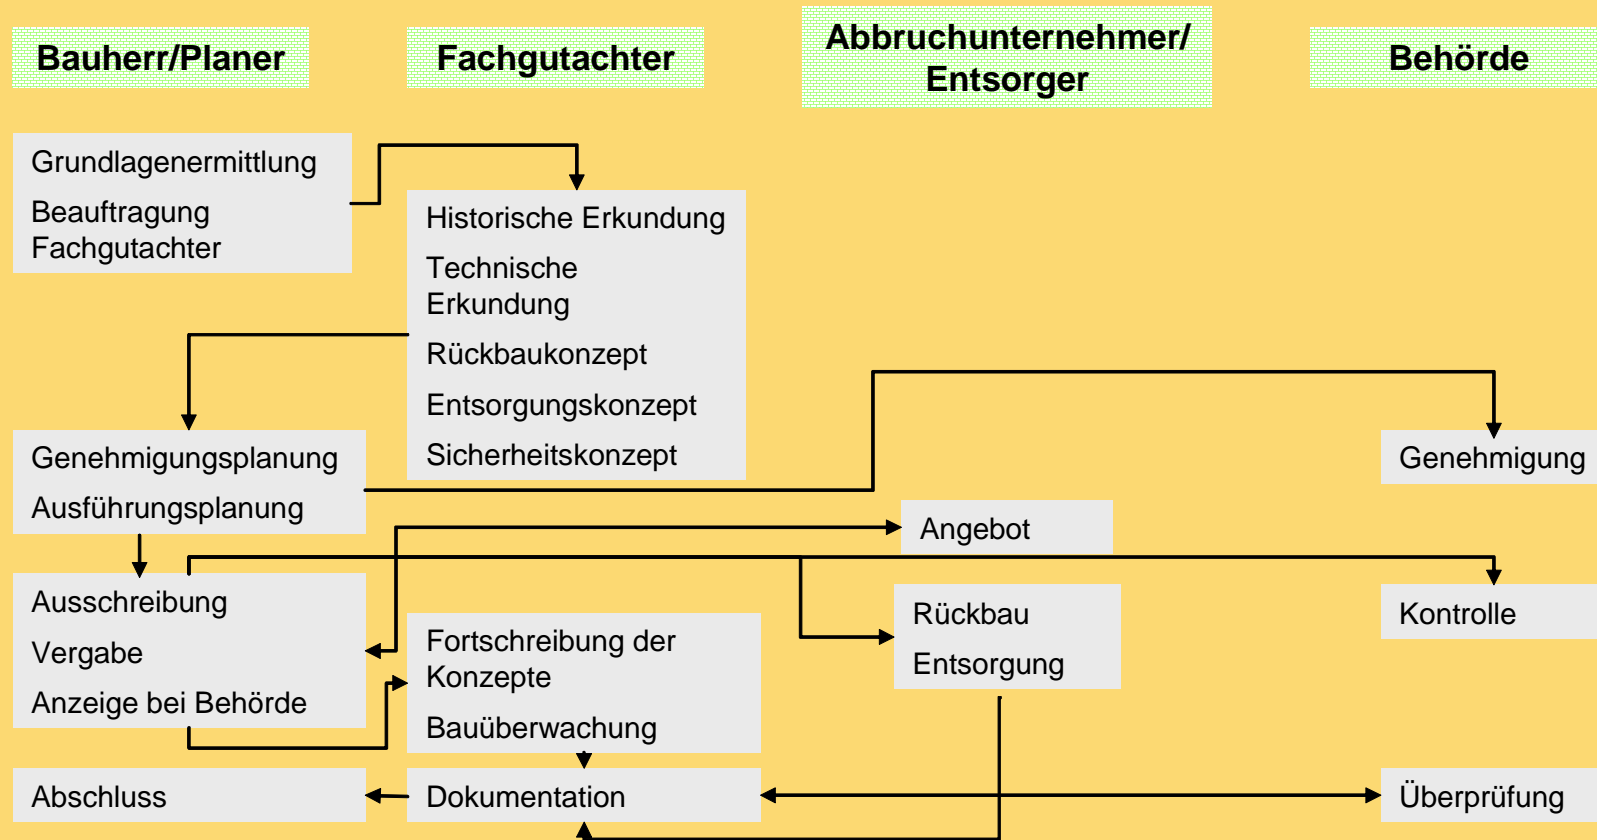 Bauherr/Planer
Fachgutachter
Abbruchunternehmer/
Entsorger
Behörde
Grundlagenermittlung
Beauftragung
Fachgutachter
Historische Erkundung
Technische
Erkundung
Rückbaukonzept
Entsorgungskonzept
Sicherheitskonzept
Genehmigungsplanung
Ausführungsplanung
Genehmigung
Angebot
Ausschreibung
Vergabe
Anzeige bei Behörde
Fortschreibung der
Konzepte
Bauüberwachung
Rückbau
Entsorgung
Kontrolle
Abschluss
Dokumentation
Überprüfung